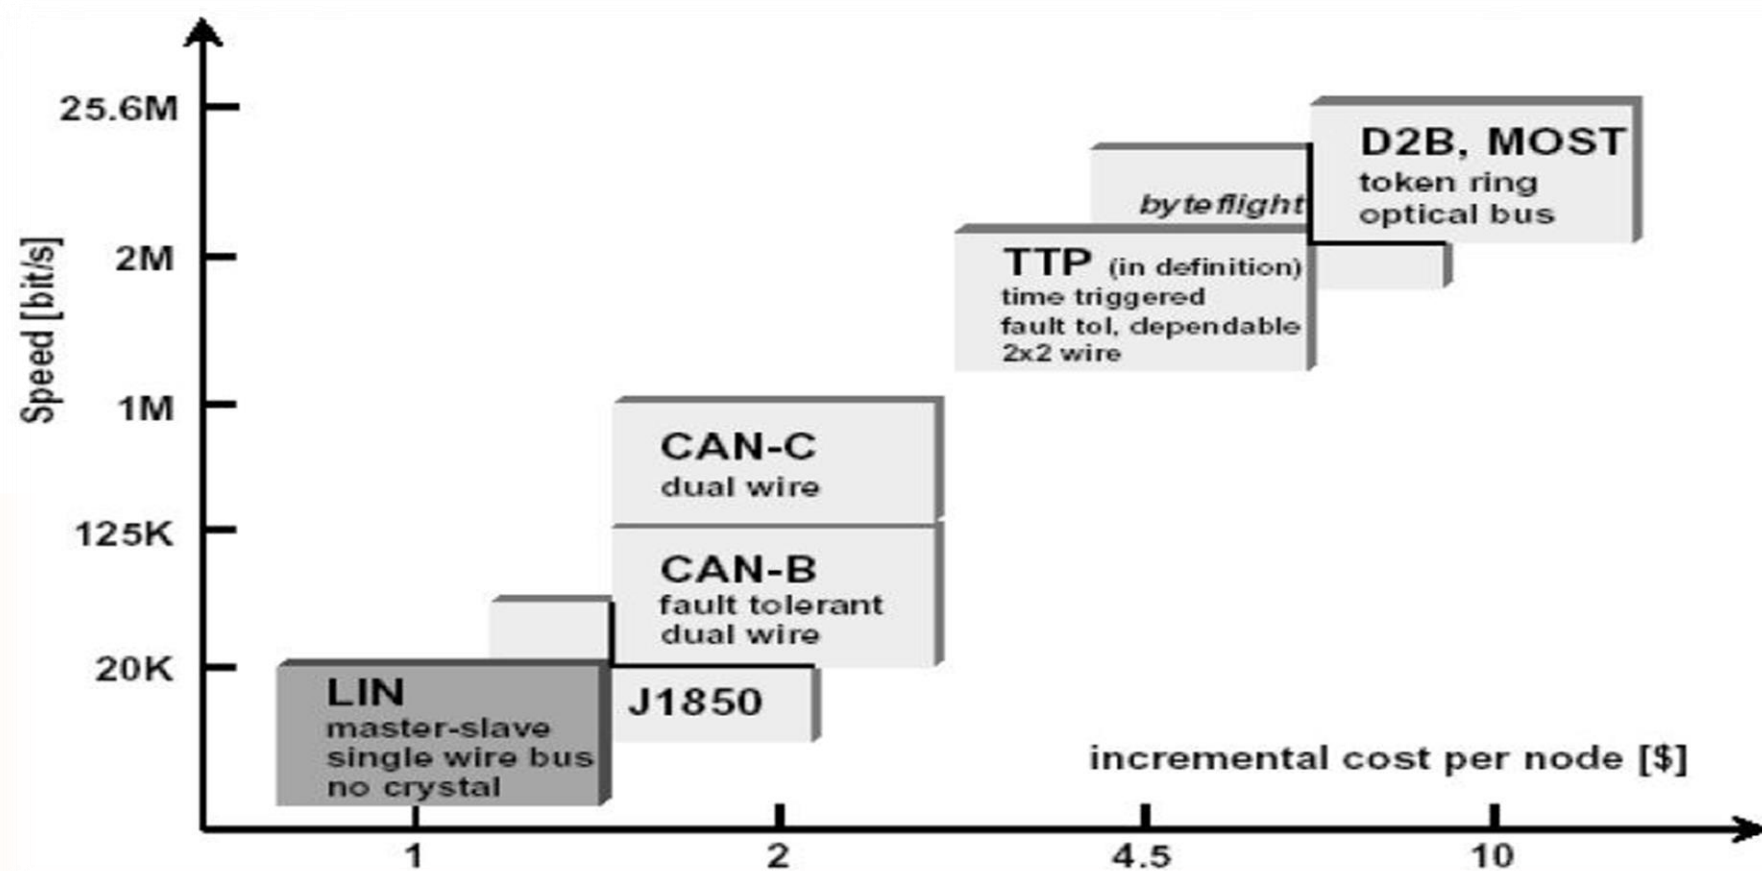 25.6M
2M
1M
125K
20K
Speed [bit/s]
D2B, MOST
token ring
optical bus
byteflight
TTP (in definition)
time triggered
fault tol, dependable
2x2 wire
CAN-C
dual wire
CAN-B
fault tolerant
dual wire
LIN
master-slave
single wire bus
no crystal
J1850
incremental cost per node [$]
1 2 4.5 10